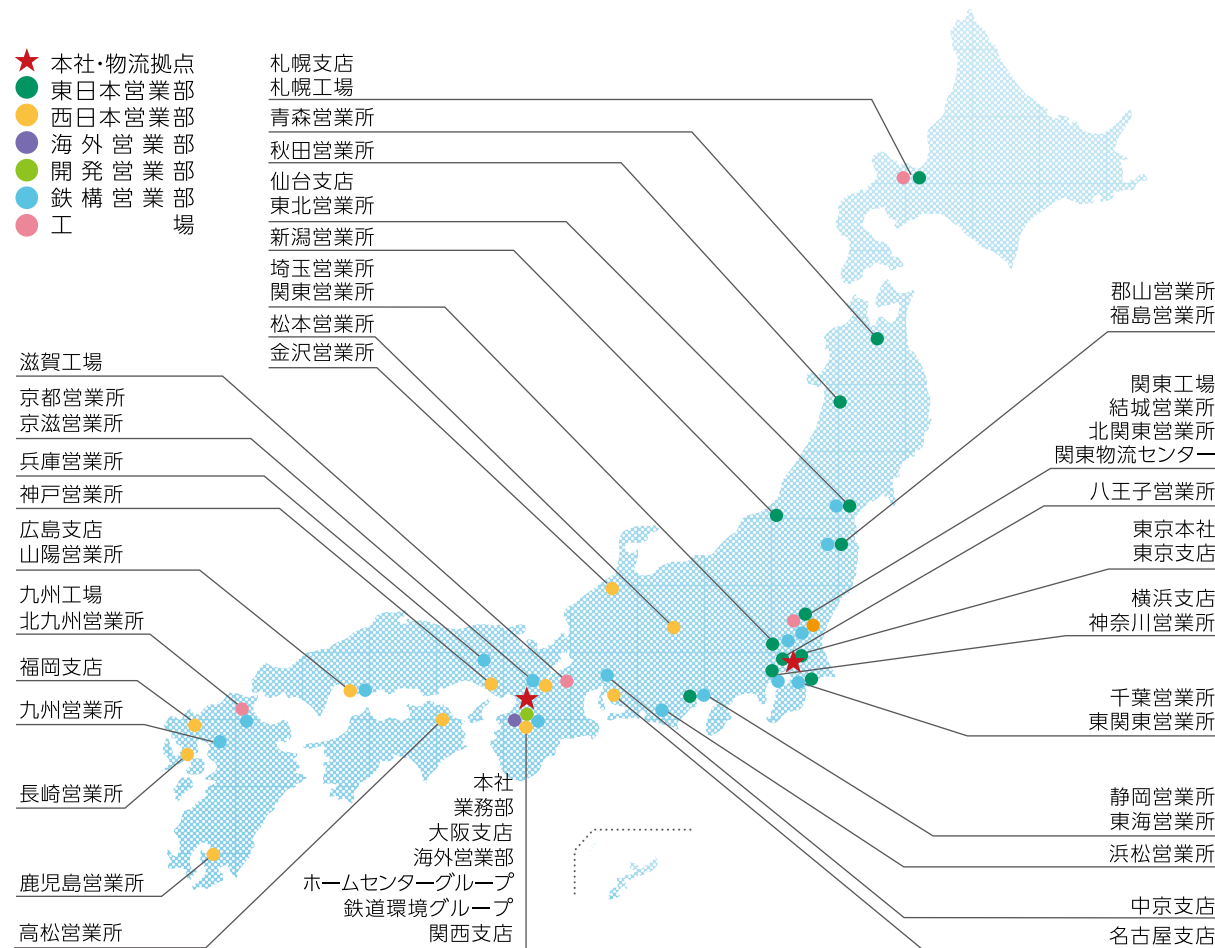 本社・物流拠点
東日本営業部
西日本営業部
海外営業部
開発営業部
鉄構営業部
工場
札幌支店
札幌工場
青森営業所
秋田営業所
仙台支店
東北営業所
新潟営業所
埼玉営業所
関東営業所
松本営業所
金沢営業所
滋賀工場
京都営業所
京滋営業所
兵庫営業所
神戸営業所
広島支店
山陽営業所
九州工場
北九州営業所
福岡支店
九州営業所
長崎営業所
鹿児島営業所
高松営業所
本社
業務部
大阪支店
海外営業部
ホームセンターグループ
鉄道環境グループ
関西支店
郡山営業所
福島営業所
関東工場
結城営業所
北関東営業所
関東物流センター
八王子営業所
東京本社
東京支店
横浜支店
神奈川営業所
千葉営業所
東関東営業所
静岡営業所
東海営業所
浜松営業所
中京支店
名古屋支店